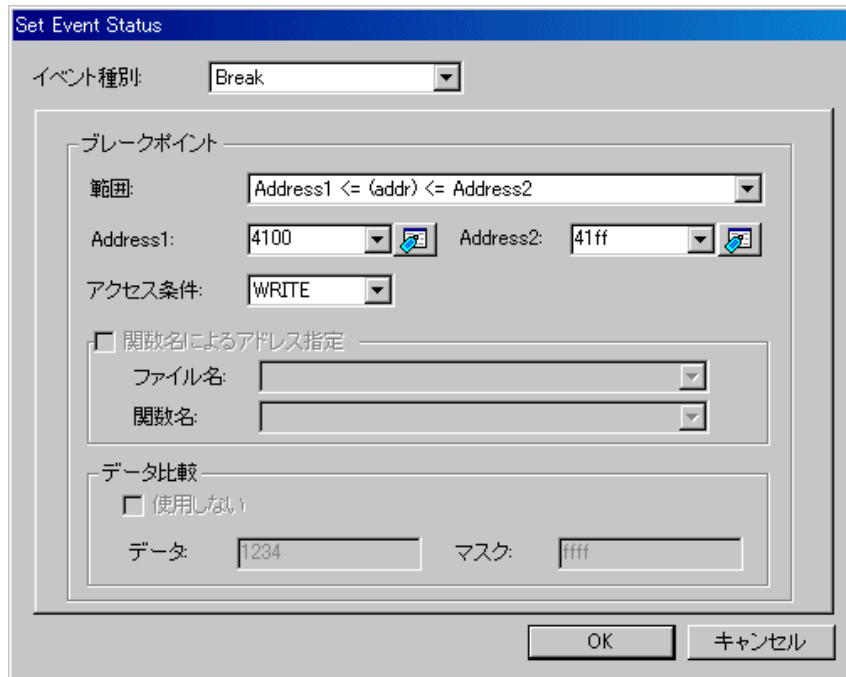 Set Event Status
イベント種別: Break
ブレークポイント
範囲: Address1 <= (addr) <= Address2
Address1: 4100 Address2: 41ff
アクセス条件: WRITE
関数名によるアドレス指定
ファイル名:
関数名:
データ比較
使用しない
データ: 1234 マスク: ffff
OK キャンセル